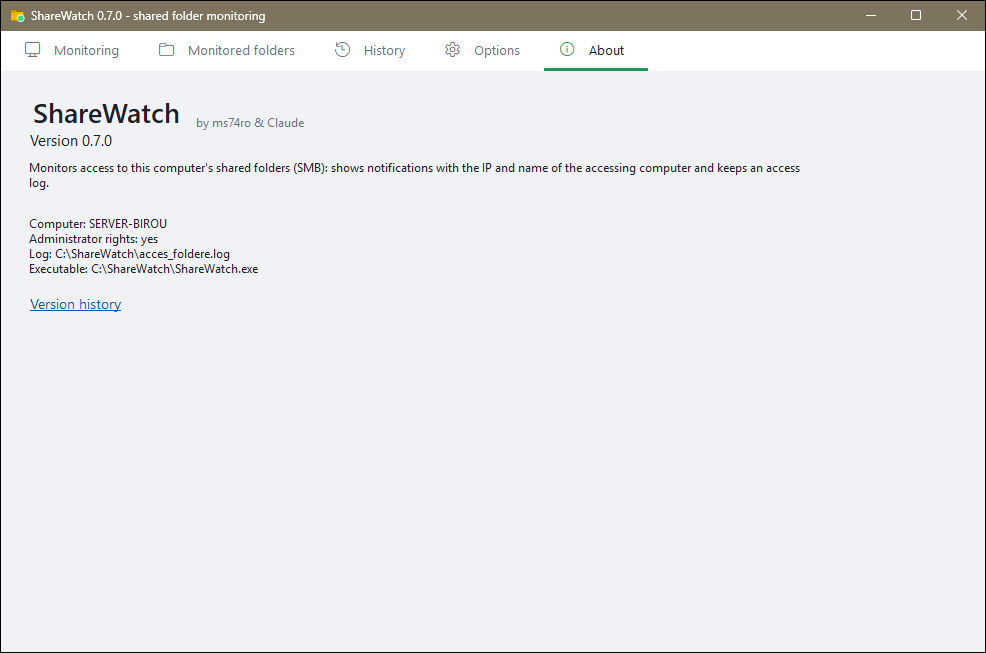 ShareWatch 0.7.0 - shared folder monitoring
Monitoring Monitored folders History Options About
ShareWatch by ms74ro & Claude
Version 0.7.0
Monitors access to this computer's shared folders (SMB): shows notifications with the IP and name of the accessing computer and keeps an access
log.
Computer: SERVER-BIROU
Administrator rights: yes
Log: C:\ShareWatch\acces_foldere.log
Executable: C:\ShareWatch\ShareWatch.exe
Version history